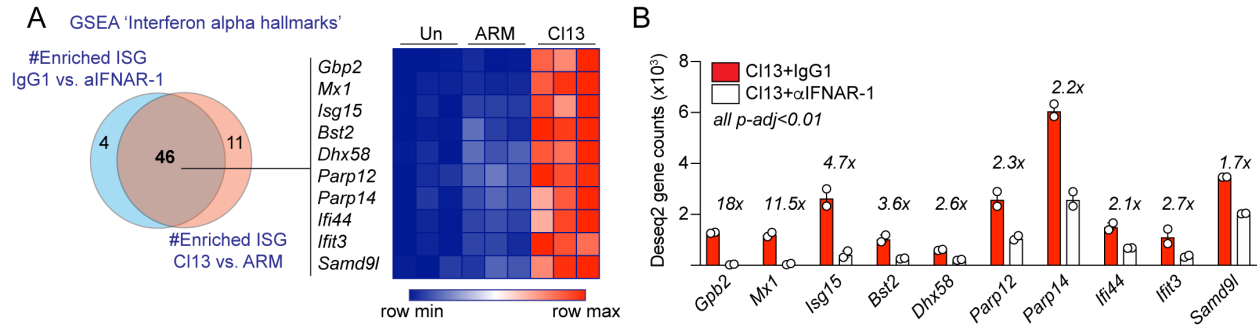 A
GSEA ‘Interferon alpha hallmarks’
#Enriched ISG
IgG1 vs. aIFNAR-1
4
46
11
#Enriched ISG
Cl13 vs. ARM
Un
ARM
Cl13
Gbp2
Mx1
Isg15
Bst2
Dhx58
Parp12
Parp14
Ifi44
Ifit3
Samd9l
row min
row max
B
Deseq2 gene counts (x10³)
8
6
4
2
Cl13+IgG1
Cl13+αIFNAR-1
all p-adj<0.01
18x
11.5x
4.7x
3.6x
2.6x
2.3x
2.2x
2.1x
2.7x
1.7x
Gpb2
Mx1
Isg15
Bst2
Dhx58
Parp12
Parp14
Ifi44
Ifit3
Samd9l